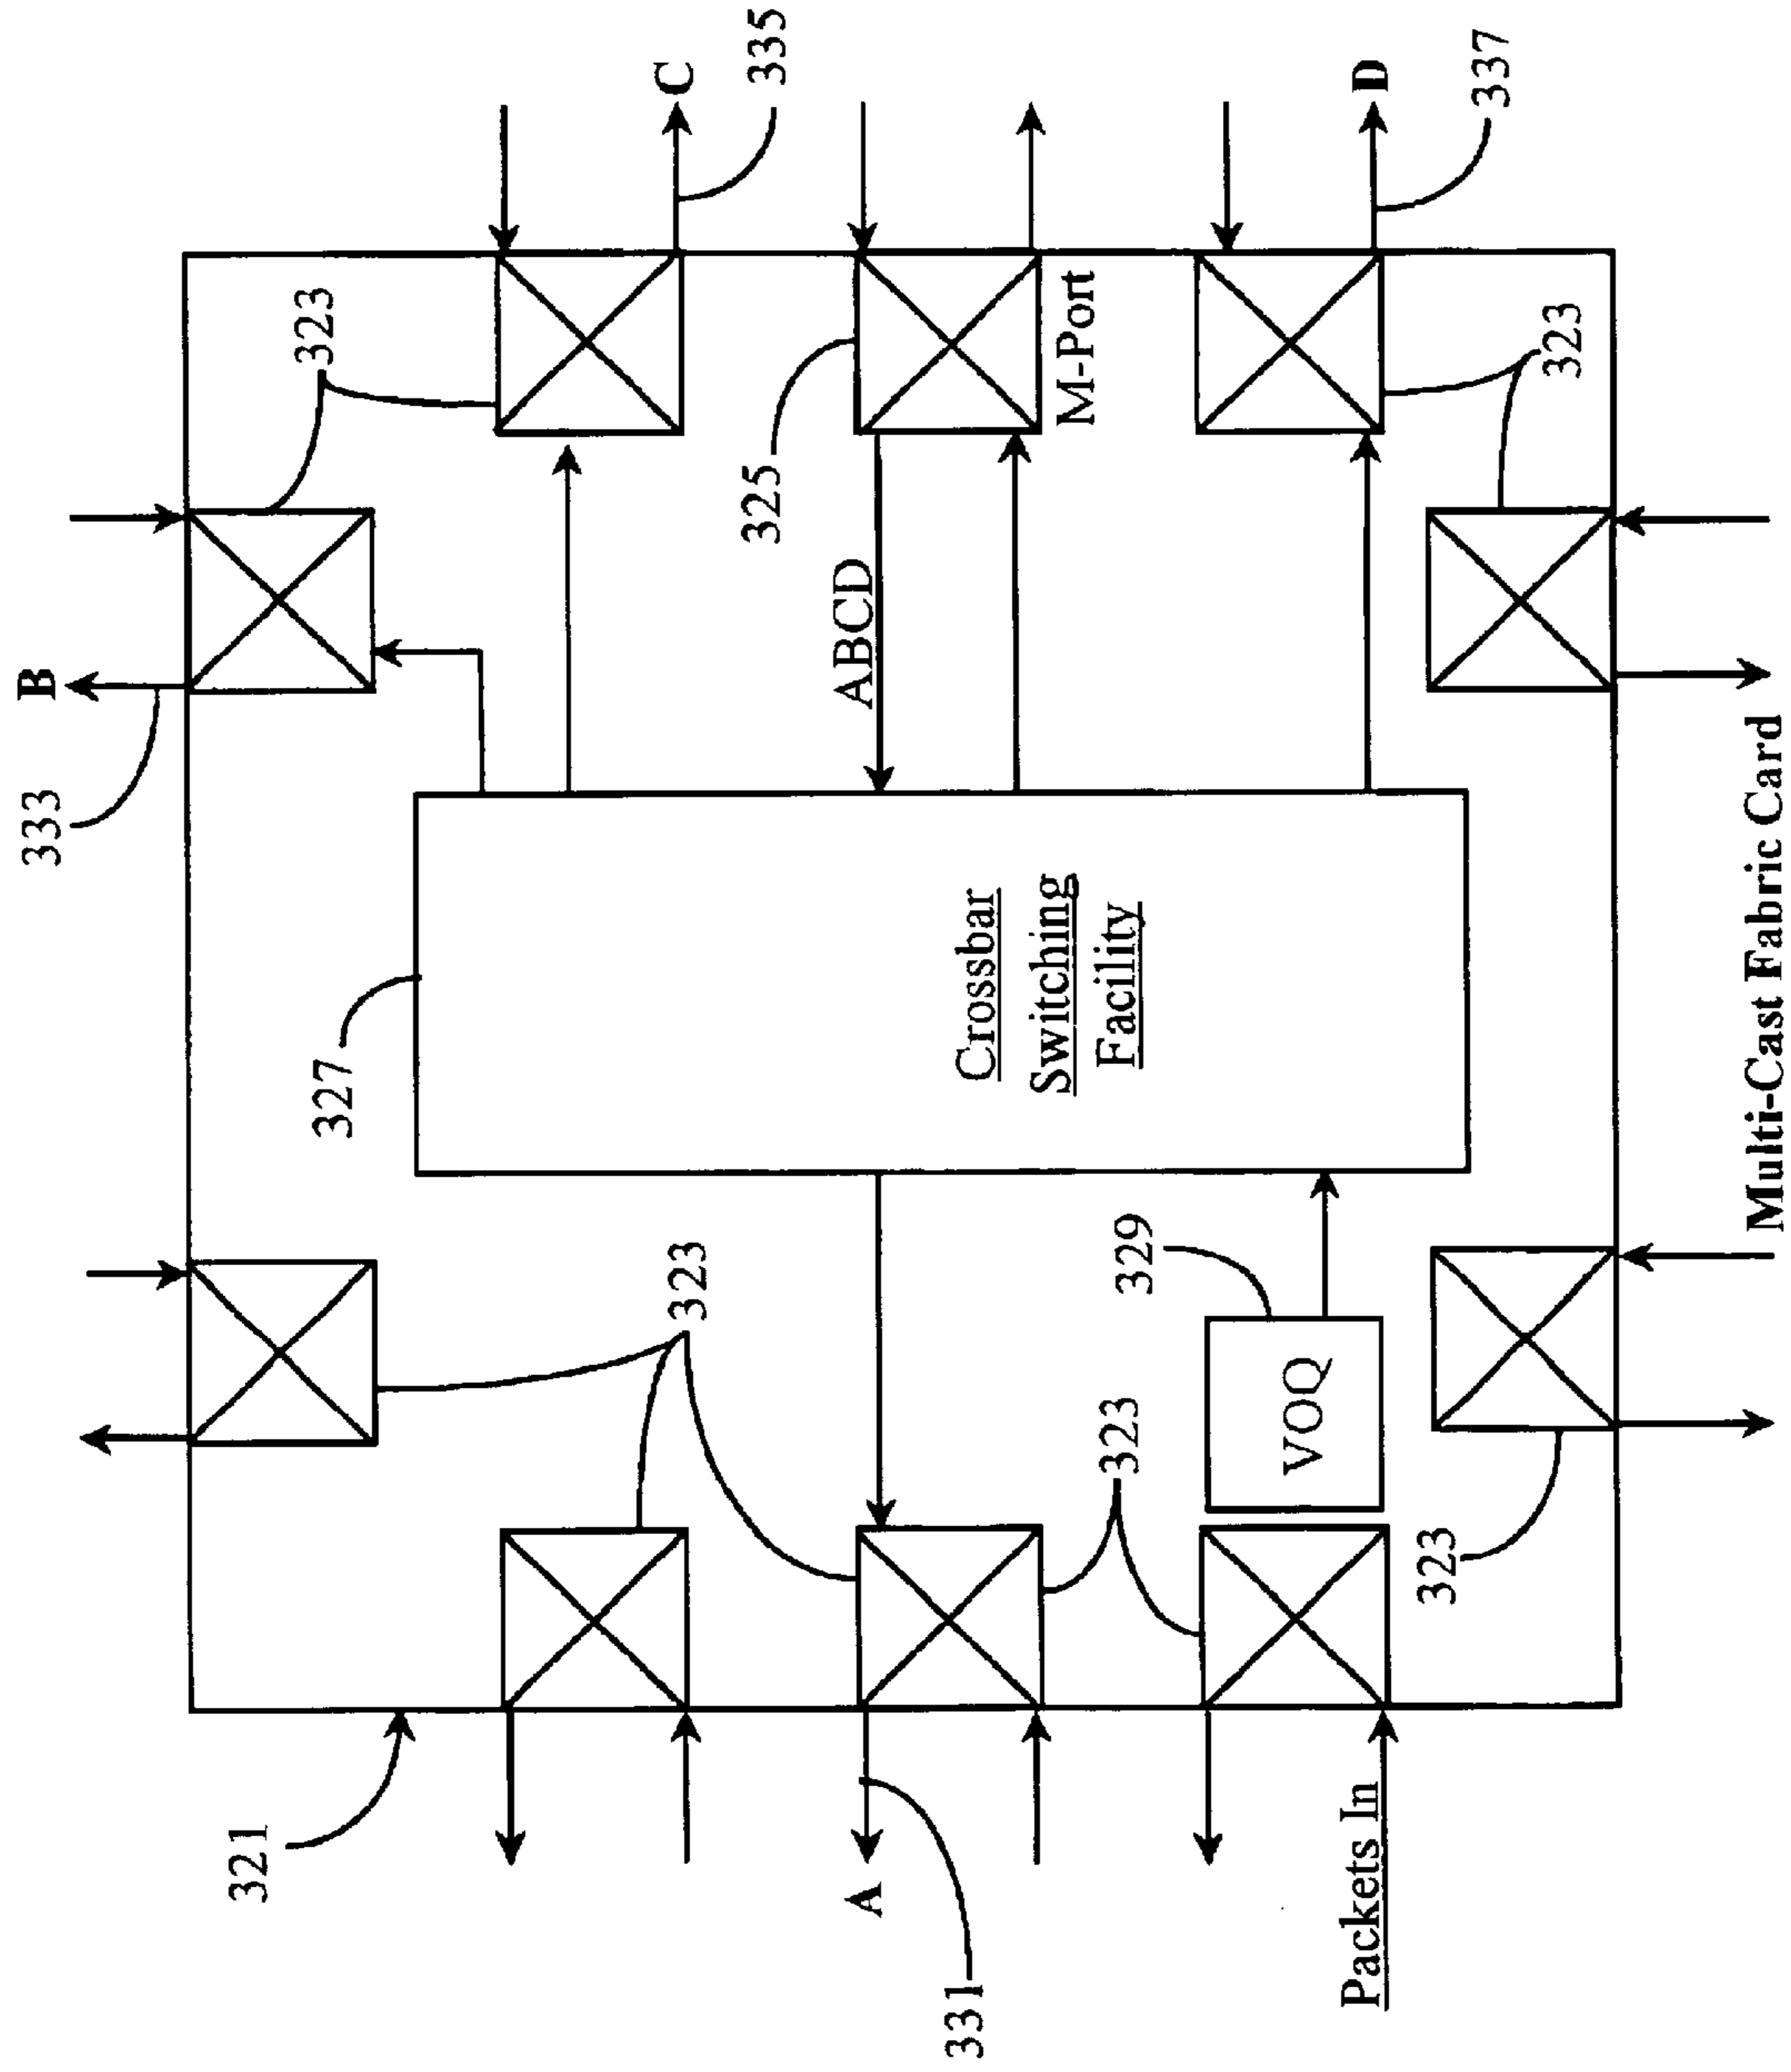 333
B
321
327
323
323
C
325
335
A
ABCD
331
Crossbar
Switching
Facility
M-Port
323
329
VOQ
Packets In
D
323
337
323
Multi-Cast Fabric Card